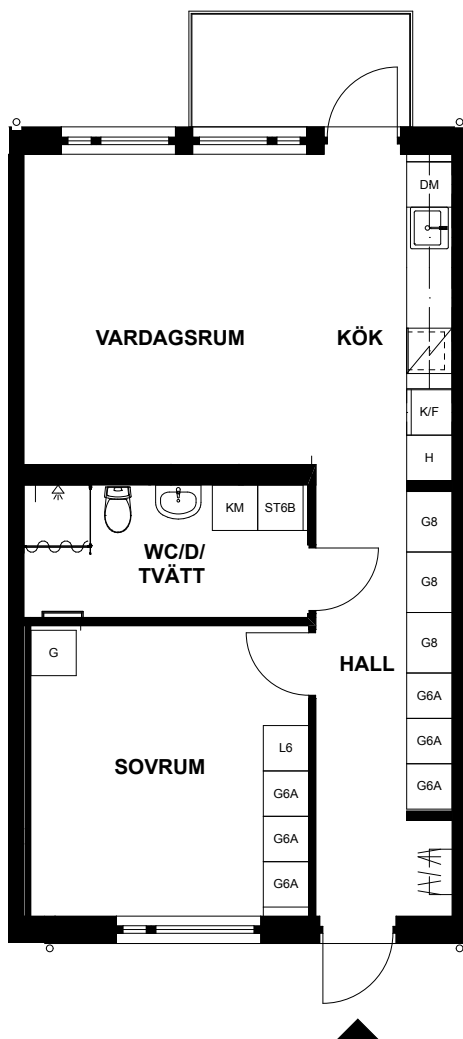 DM
VARDAGSRUM
KÖK
K/F
H
KM
ST6B
G8
WC/D/
TVÄTT
G8
G8
G
HALL
G6A
L6
G6A
SOVRUM
G6A
G6A
G6A
G6A